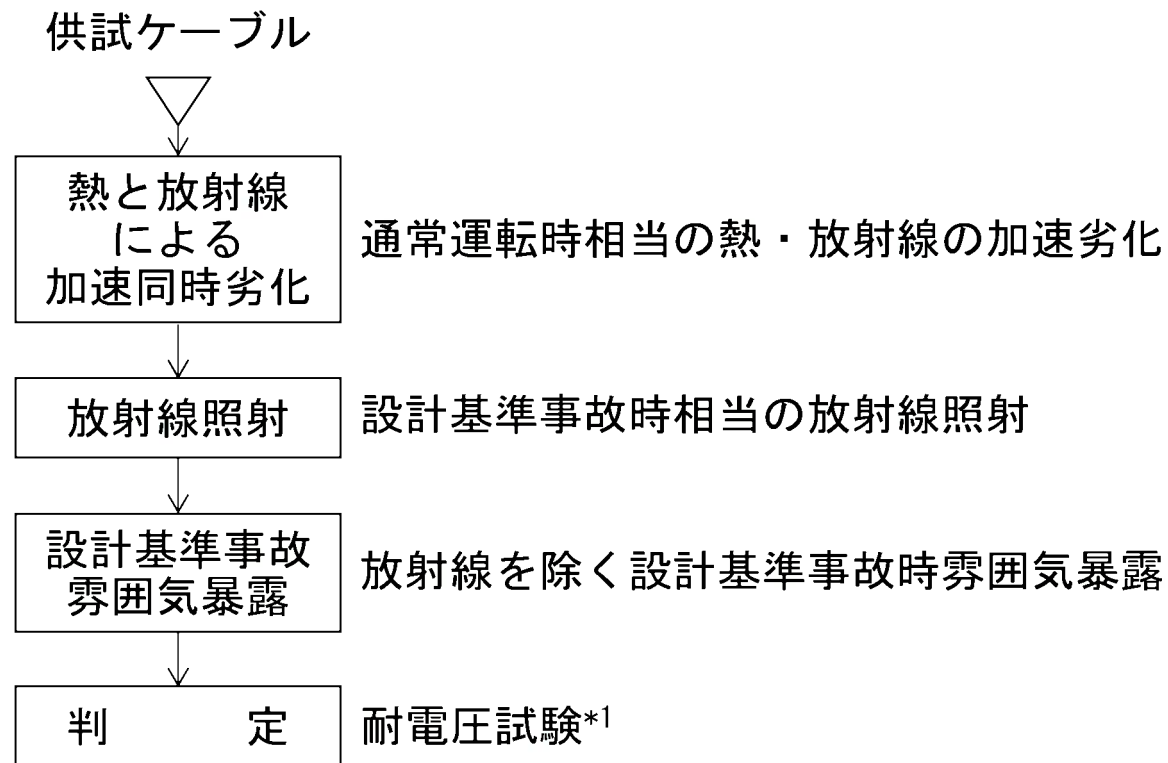 供試ケーブル
熱と放射線
による
加速同時劣化
通常運転時相当の熱・放射線の加速劣化
放射線照射
設計基準事故時相当の放射線照射
設計基準事故
雰囲気暴露
放射線を除く設計基準事故時雰囲気暴露
判　　　定
耐電圧試験*1